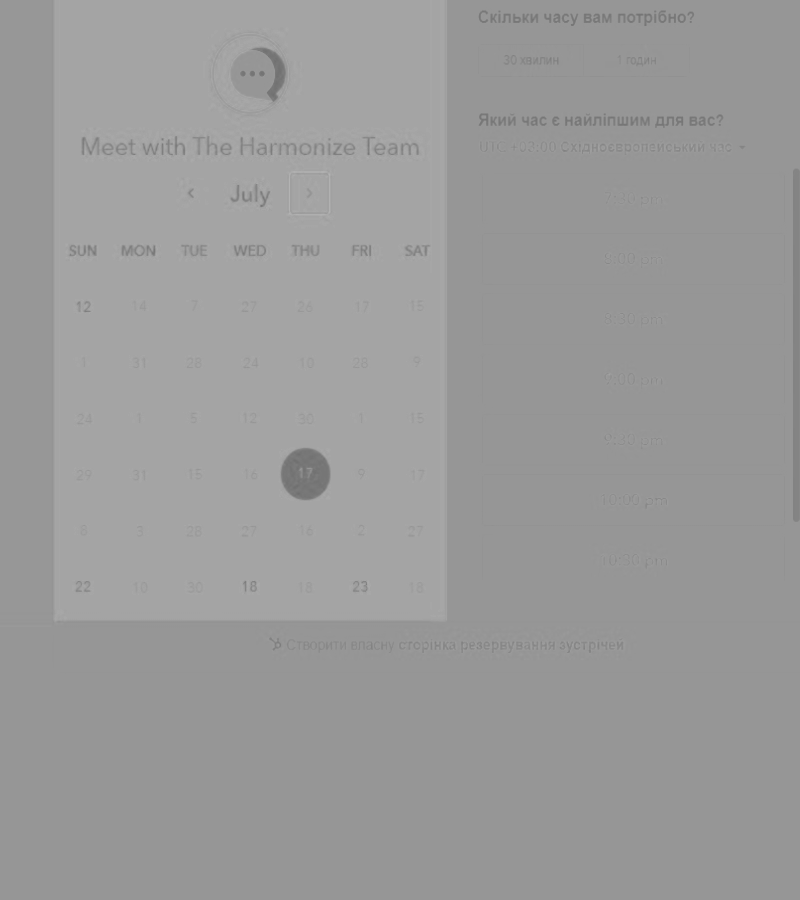 Meet with The Harmonize Team
July
SUN MON TUE WED THU FRI SAT
12 14 7 27 26 17 15
1 31 28 24 10 28 9
24 1 5 12 30 1 15
29 31 15 16 17 9 17
8 3 28 27 16 2 27
22 30 18 18 23 18
Скільки часу вам потрібно?
30 хвилин 1 годин
Який час є найліпшим для вас?
UTC +02:00 Східноєвропейський час
7:30 pm
8:00 pm
8:30 pm
9:00 pm
9:30 pm
10:00 pm
10:30 pm
Створити власну сторінка резервування зустрічей